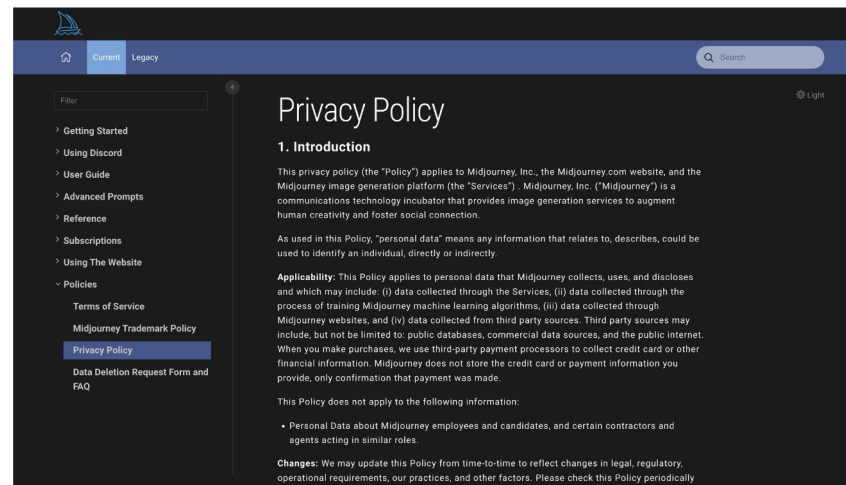 Current Legacy
Search
Filter
Light
Getting Started
Using Discord
User Guide
Advanced Prompts
Reference
Subscriptions
Using The Website
Policies
Terms of Service
Midjourney Trademark Policy
Privacy Policy
Data Deletion Request Form and
FAQ
Privacy Policy
1. Introduction
This privacy policy (the “Policy”) applies to Midjourney, Inc., the Midjourney.com website, and the
Midjourney image generation platform (the “Services”) . Midjourney, Inc. (“Midjourney”) is a
communications technology incubator that provides image generation services to augment
human creativity and foster social connection.
As used in this Policy, “personal data” means any information that relates to, describes, could be
used to identify an individual, directly or indirectly.
Applicability: This Policy applies to personal data that Midjourney collects, uses, and discloses
and which may include: (i) data collected through the Services, (ii) data collected through the
process of training Midjourney machine learning algorithms, (iii) data collected through
Midjourney websites, and (iv) data collected from third party sources. Third party sources may
include, but not be limited to: public databases, commercial data sources, and the public internet.
When you make purchases, we use third-party payment processors to collect credit card or other
financial information. Midjourney does not store the credit card or payment information you
provide, only confirmation that payment was made.
This Policy does not apply to the following information:
• Personal Data about Midjourney employees and candidates, and certain contractors and
agents acting in similar roles.
Changes: We may update this Policy from time-to-time to reflect changes in legal, regulatory,
operational requirements, our practices, and other factors. Please check this Policy periodically